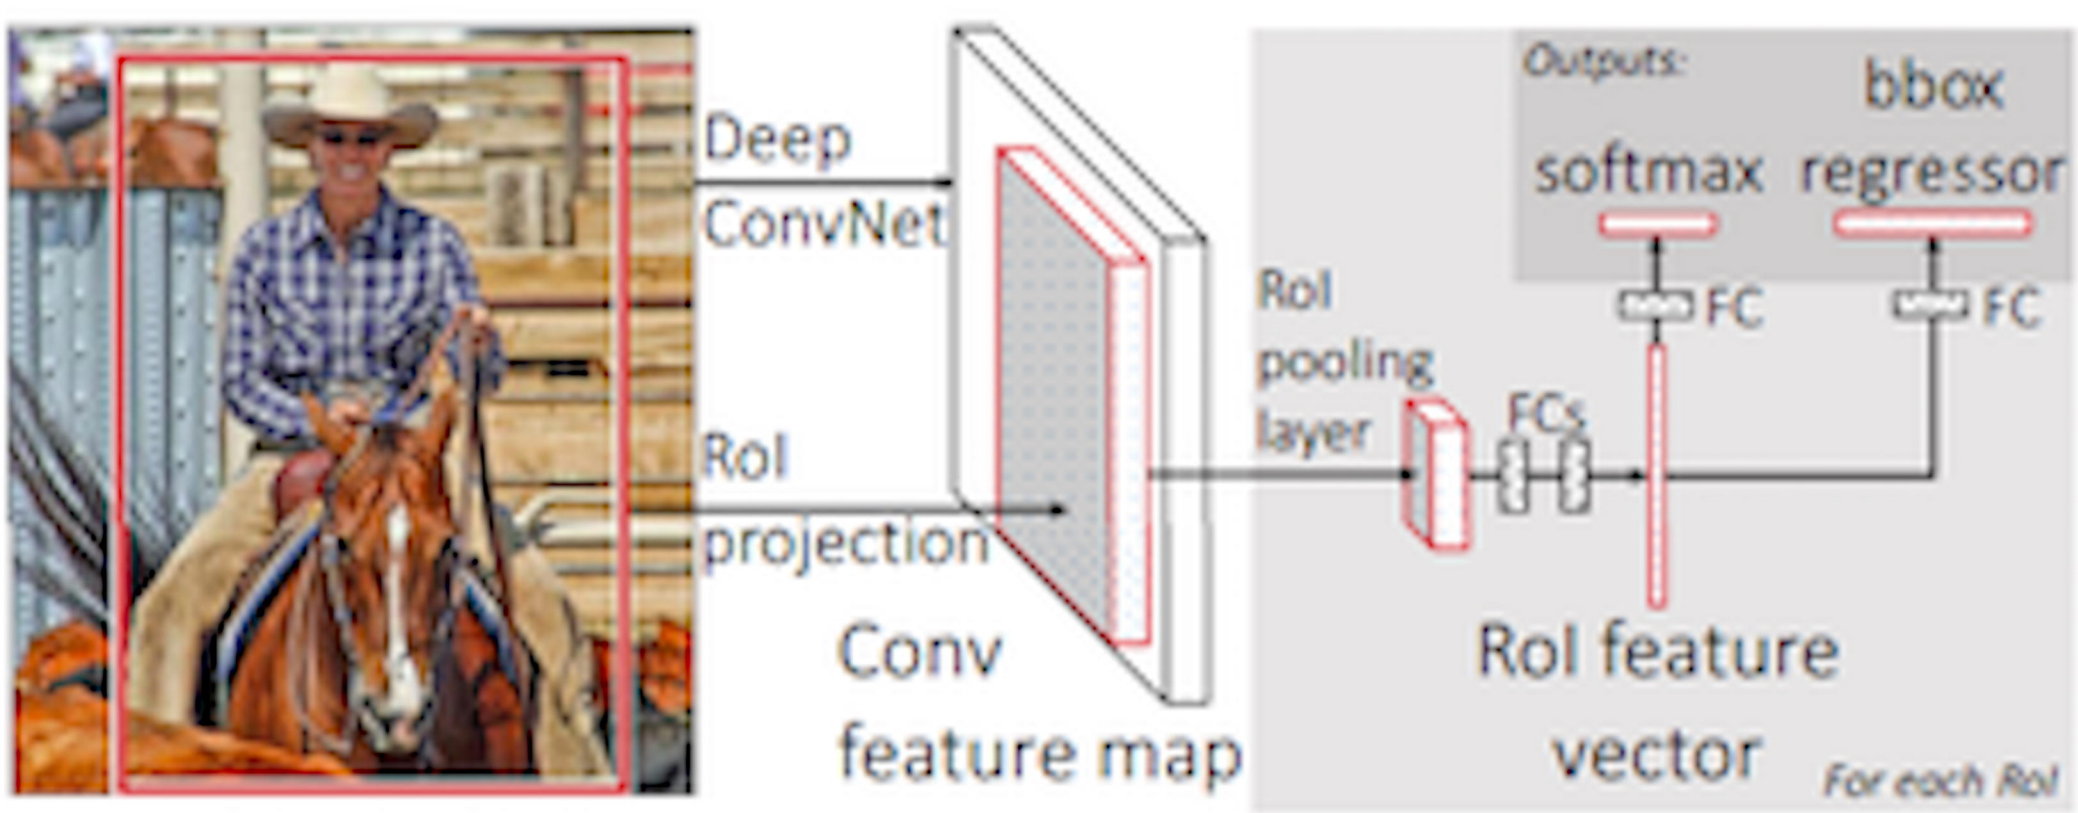 Deep
ConvNet
RoI
projection
Conv
feature map
RoI
pooling
layer
FCs
Outputs:
softmax
bbox
regressor
FC
FC
RoI feature
vector
For each RoI